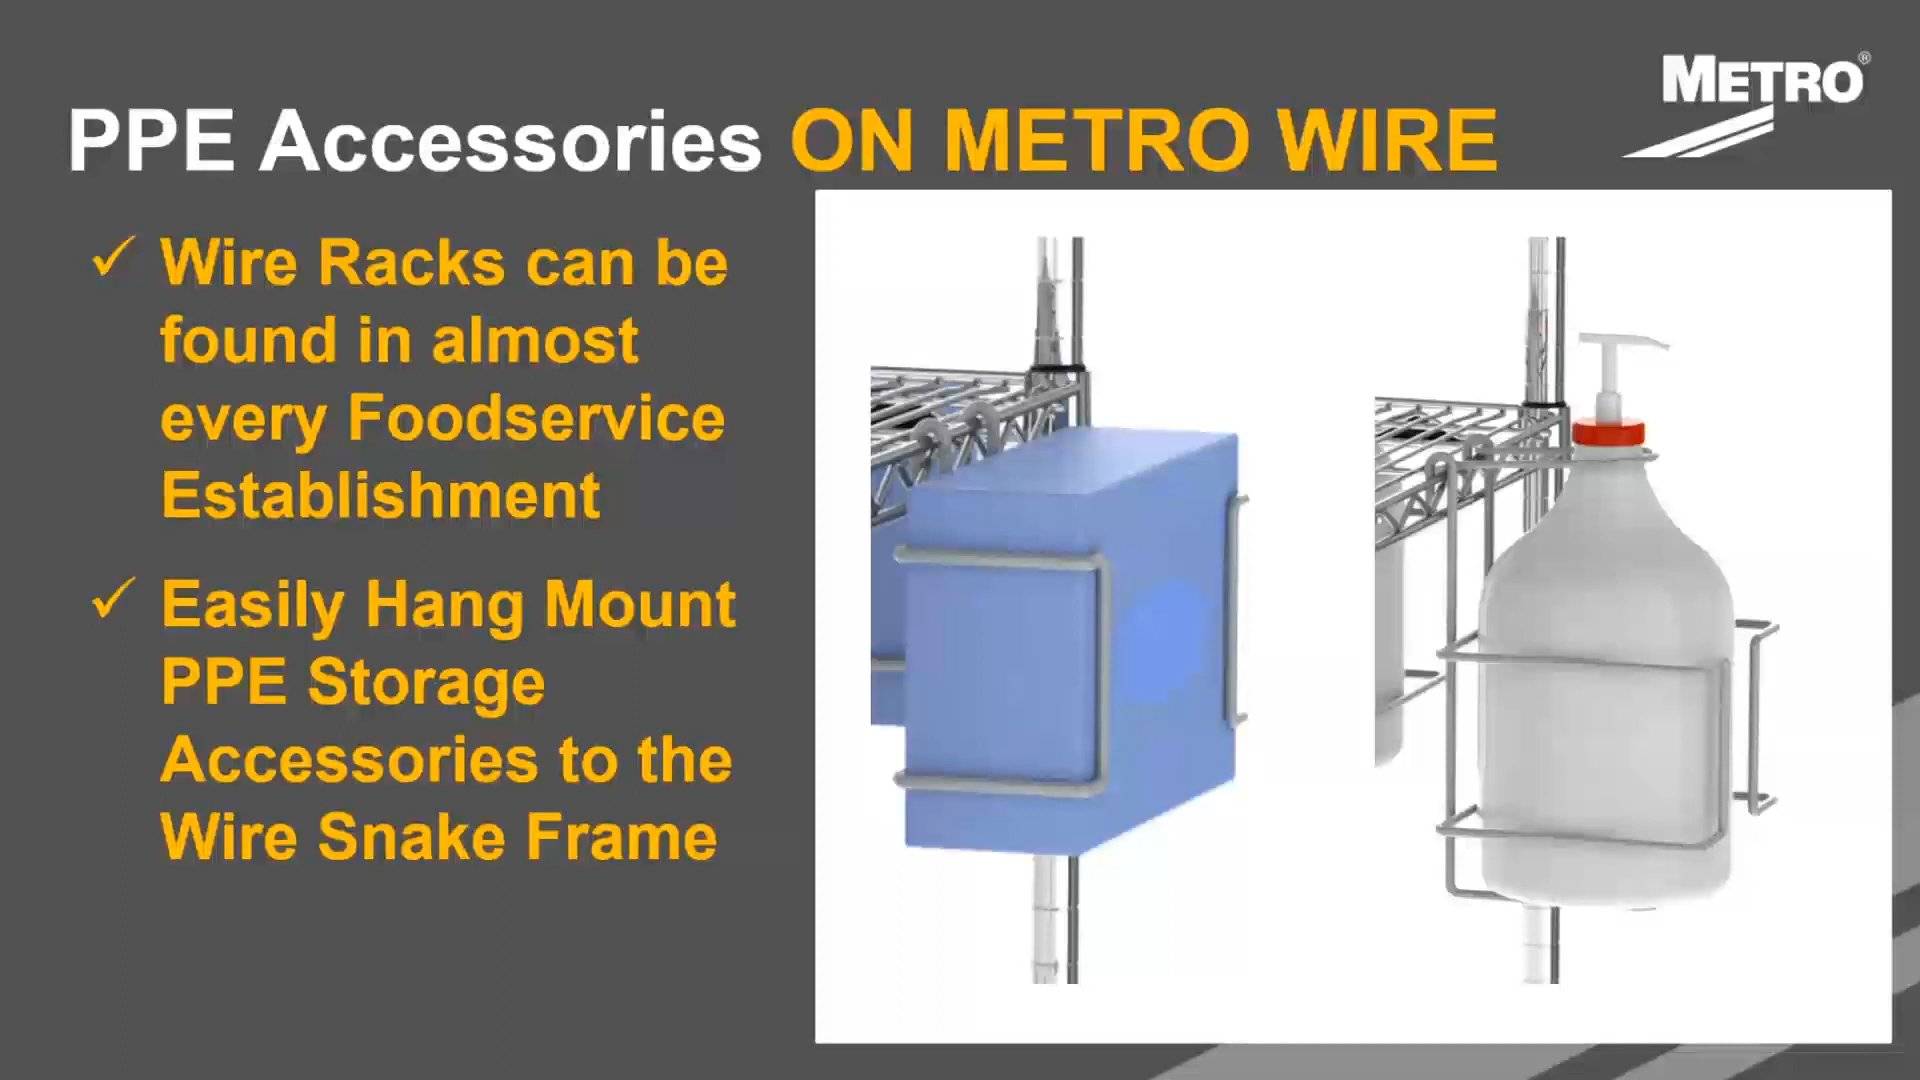 METRO®
PPE Accessories ON METRO WIRE
✓ Wire Racks can be
found in almost
every Foodservice
Establishment
✓ Easily Hang Mount
PPE Storage
Accessories to the
Wire Snake Frame